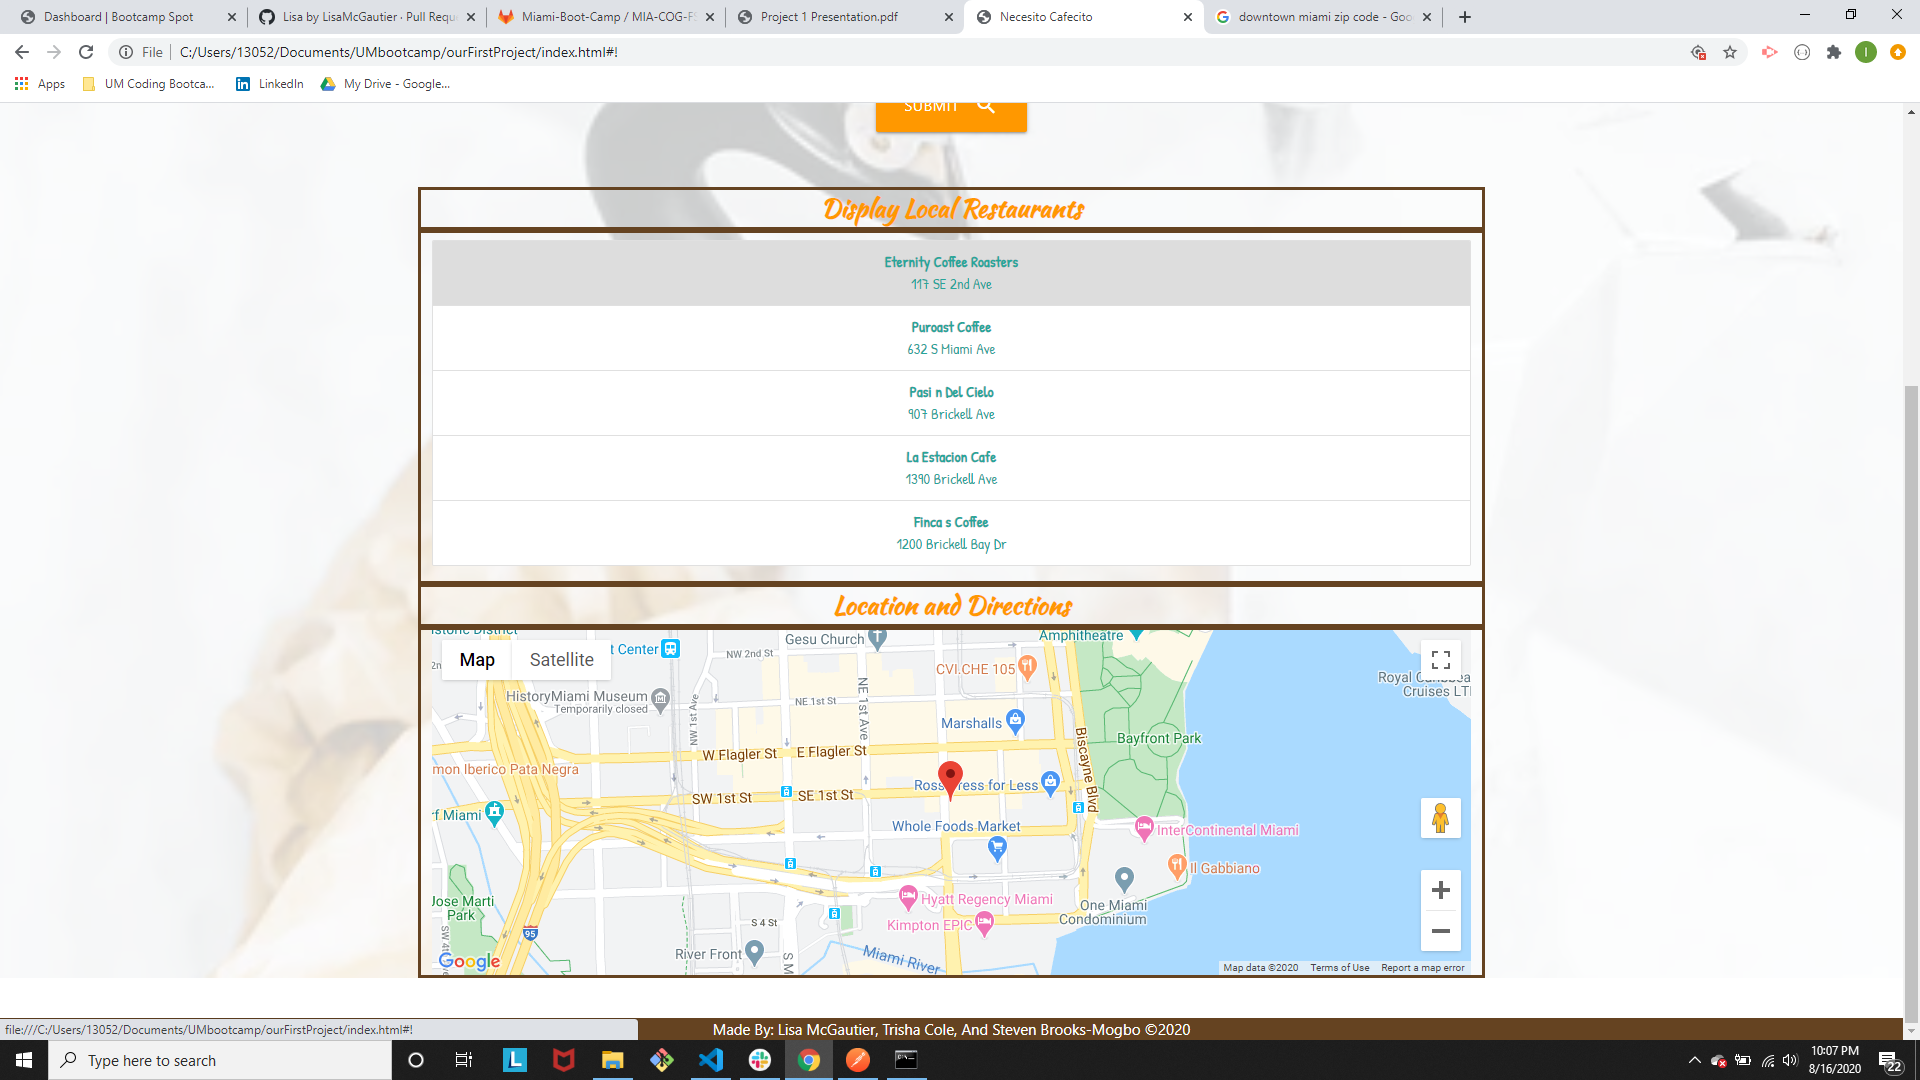 Dashboard | Bootcamp Spot
Lisa by LisaMcGautier · Pull Requ
Miami-Boot-Camp / MIA-COG-FS
Project 1 Presentation.pdf
Necesito Cafecito
downtown miami zip code - Goo
File
C:/Users/13052/Documents/UMbootcamp/ourFirstProject/index.html#!
I
Apps
UM Coding Bootca...
LinkedIn
My Drive - Google...
SUBMIT
Display Local Restaurants
Eternity Coffee Roasters
117 SE 2nd Ave
Puroast Coffee
632 S Miami Ave
Pasi n Del Cielo
907 Brickell Ave
La Estacion Cafe
1390 Brickell Ave
Finca s Coffee
1200 Brickell Bay Dr
Location and Directions
Map
Satellite
t Center
Gesu Church
Amphitheatre
NW 2nd St
CVI.CHE 105
Royal Caribbea
Cruises LTI
HistoryMiami Museum
Temporarily closed
NW 1st Ave
NE 1st St
NE 1st Ave
Marshalls
Biscayne Blvd
Bayfront Park
W Flagler St
E Flagler St
mon Iberico Pata Negra
SW 1st St
SE 1st St
Ross Dress for Less
rf Miami
Whole Foods Market
InterContinental Miami
Il Gabbiano
Jose Marti
Park
Hyatt Regency Miami
One Miami
Condominium
Kimpton EPIC
S 4 St
95
SW 4th
River Front
S M
Miami River
Google
Map data ©2020
Terms of Use
Report a map error
file:///C:/Users/13052/Documents/UMbootcamp/ourFirstProject/index.html#!
Made By: Lisa McGautier, Trisha Cole, And Steven Brooks-Mogbo ©2020
Type here to search
L
10:07 PM
8/16/2020
22